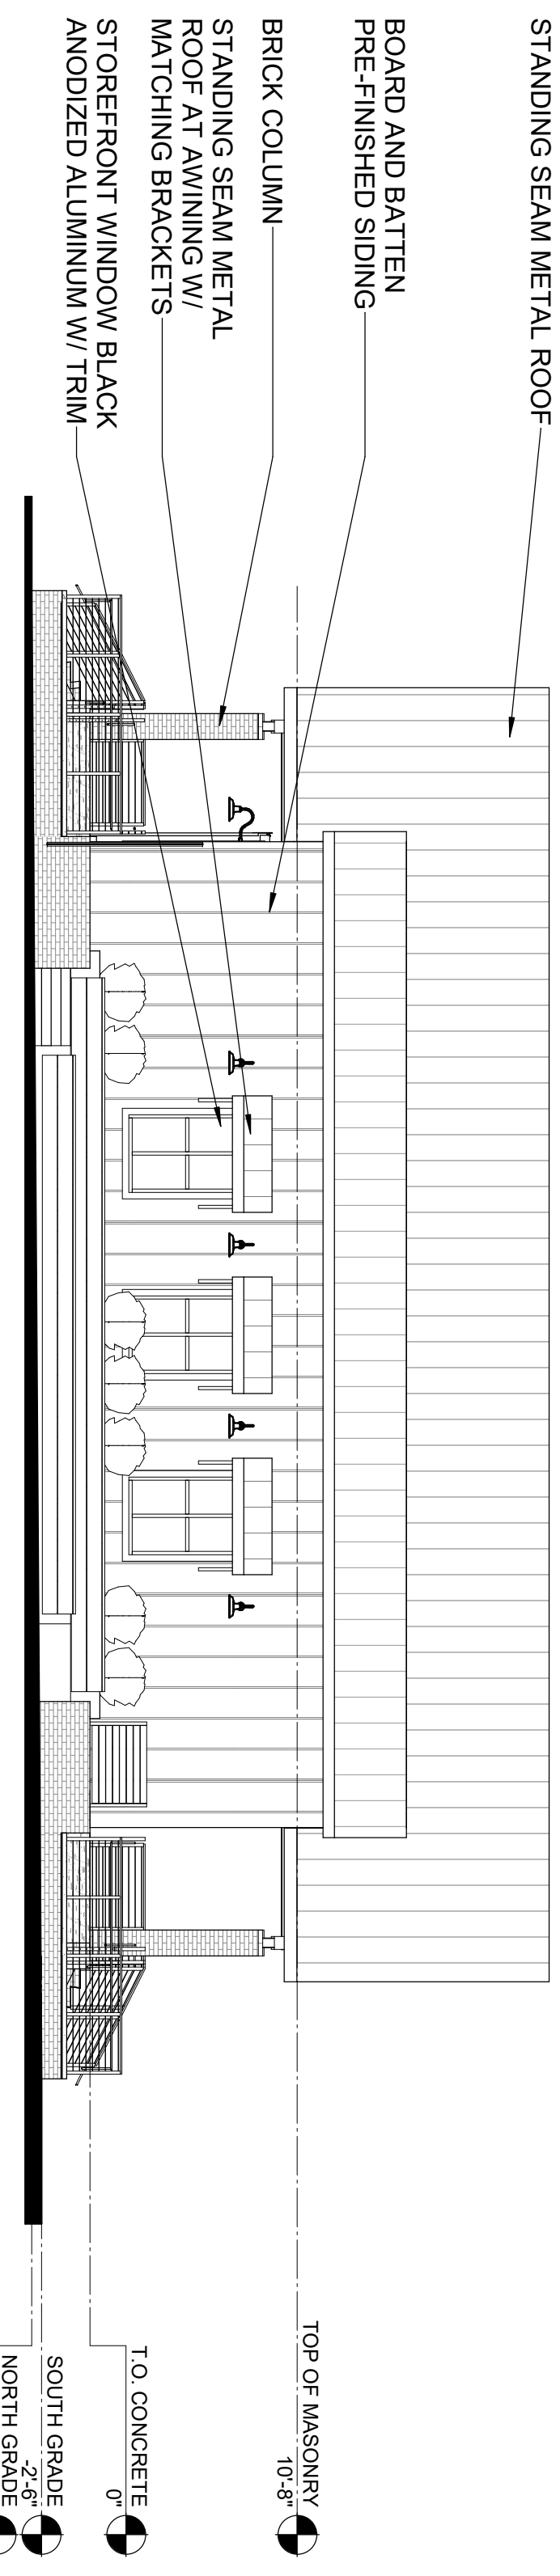 STANDING SEAM METAL ROOF
BOARD AND BATTEN
PRE-FINISHED SIDING
BRICK COLUMN
STANDING SEAM METAL
ROOF AT AWINING W/
MATCHING BRACKETS
STOREFRONT WINDOW BLACK
ANODIZED ALUMINUM W/ TRIM
TOP OF MASONRY
10'-8"
T.O. CONCRETE
0"
SOUTH GRADE
-2'-6"
NORTH GRADE